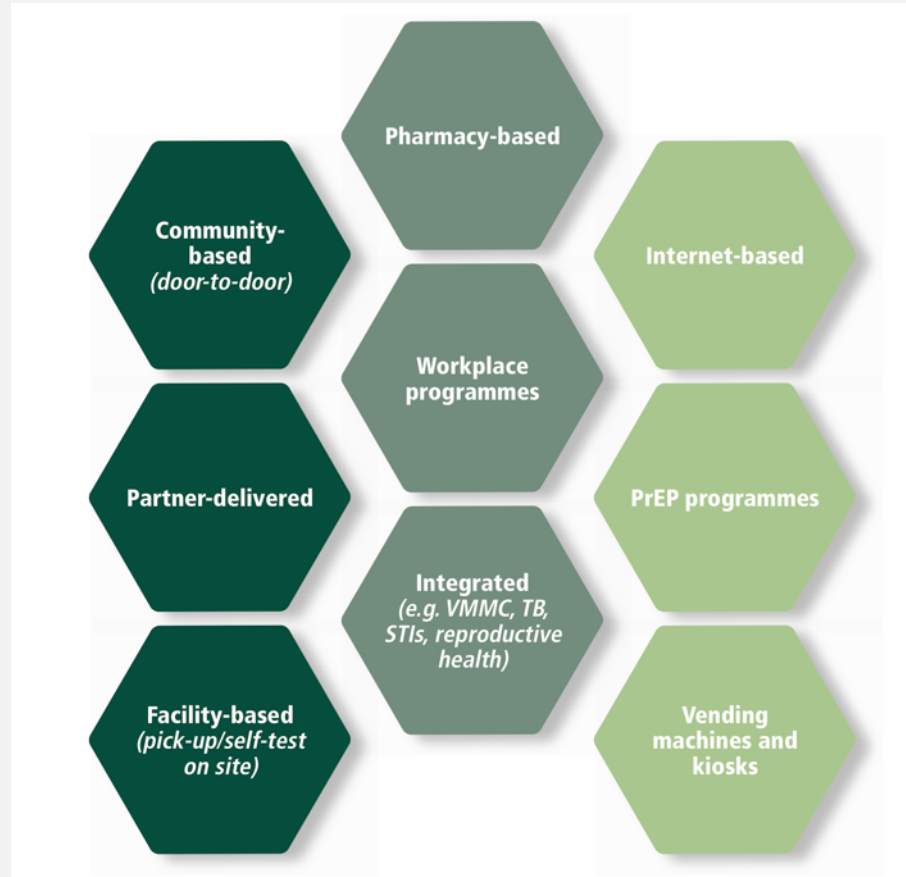 Community-
based
(door-to-door)
Partner-delivered
Facility-based
(pick-up/self-test
on site)
Pharmacy-based
Workplace
programmes
Integrated
(e.g. VMMC, TB,
STIs, reproductive
health)
Internet-based
PrEP programmes
Vending
machines and
kiosks